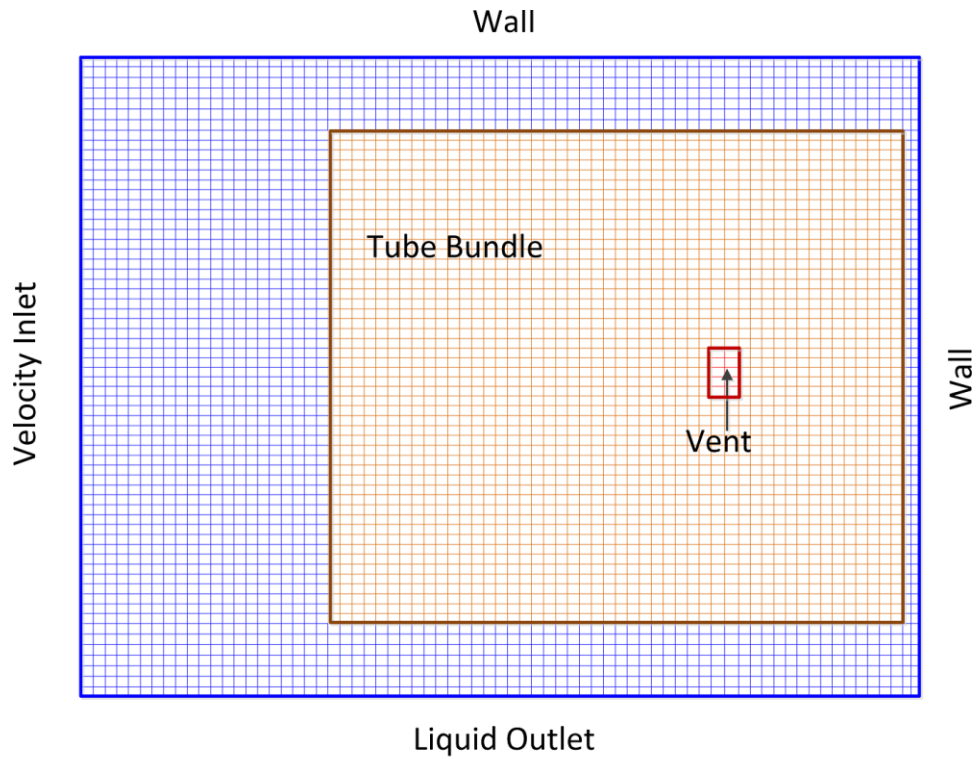 Wall
Tube Bundle
Velocity Inlet
Wall
Vent
Liquid Outlet